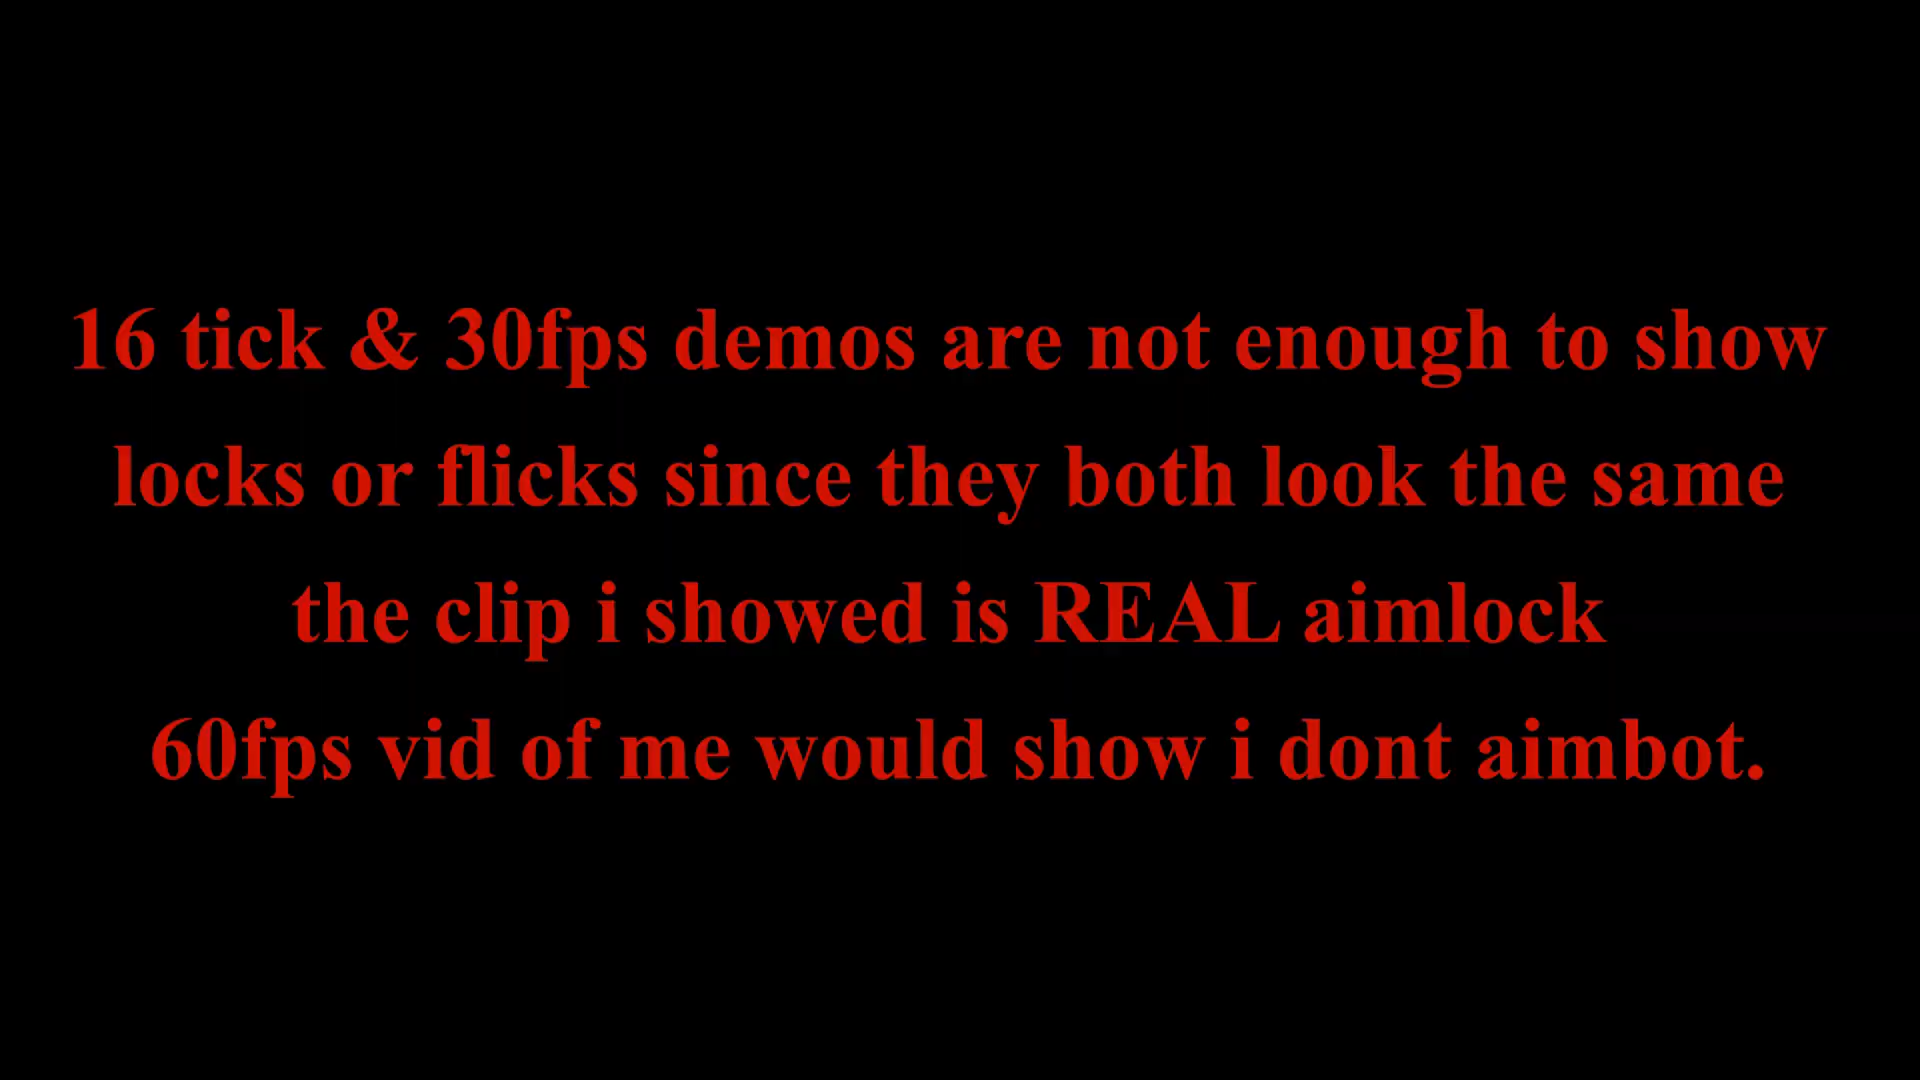 16 tick & 30fps demos are not enough to show
locks or flicks since they both look the same
the clip i showed is REAL aimlock
60fps vid of me would show i dont aimbot.